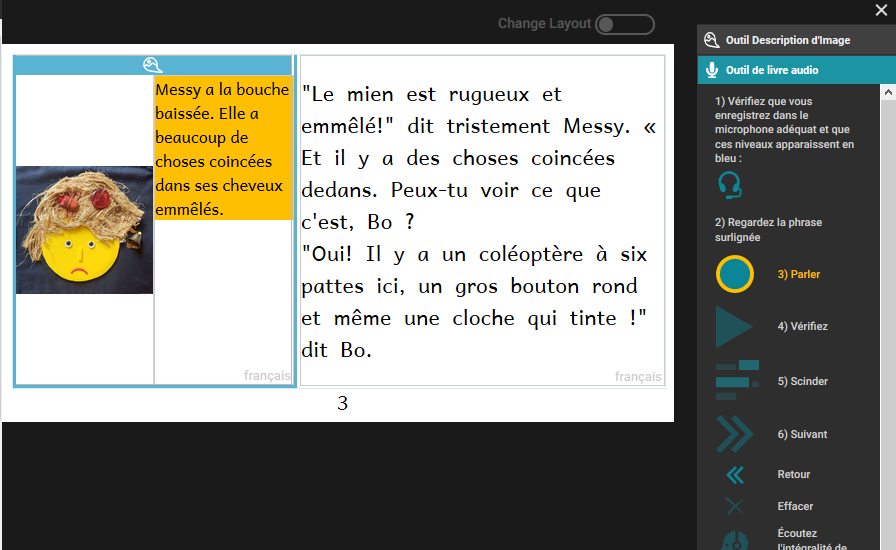 Change Layout
Messy a la bouche
baissée. Elle a
beaucoup de
choses coincées
dans ses cheveux
emmêlés.
français
"Le mien est rugueux et
emmêlé!" dit tristement Messy. «
Et il y a des choses coincées
dedans. Peux-tu voir ce que
c'est, Bo ?
"Oui! Il y a un coléoptère à six
pattes ici, un gros bouton rond
et même une cloche qui tinte !"
dit Bo.
français
3
Outil Description d'Image
Outil de livre audio
1) Vérifiez que vous
enregistrez dans le
microphone adéquat et que
ces niveaux apparaissent en
bleu :
2) Regardez la phrase
surlignée
3) Parler
4) Vérifiez
5) Scinder
6) Suivant
Retour
Effacer
Écoutez
l'intégralité de